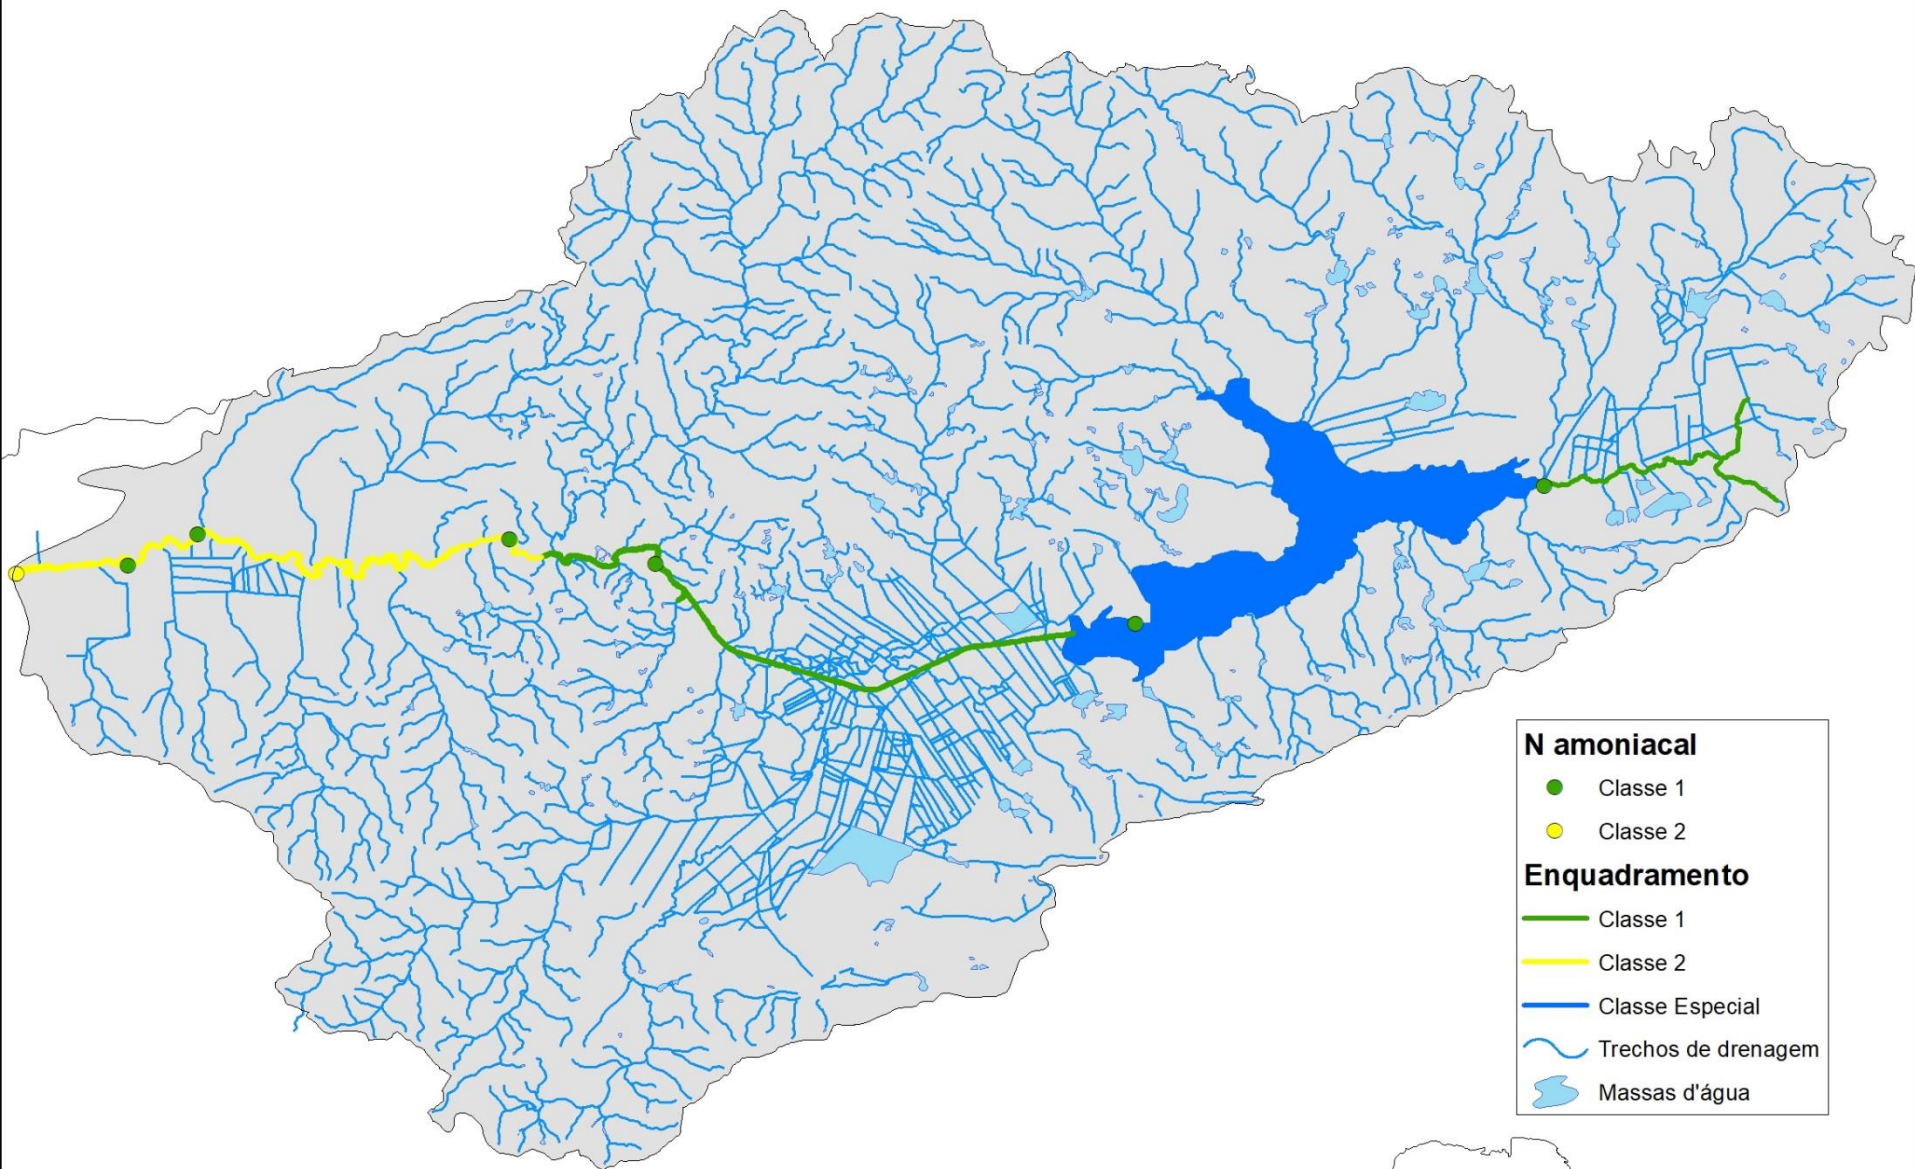 N amoniacal
Classe 1
Classe 2
Enquadramento
Classe 1
Classe 2
Classe Especial
Trechos de drenagem
Massas d'água